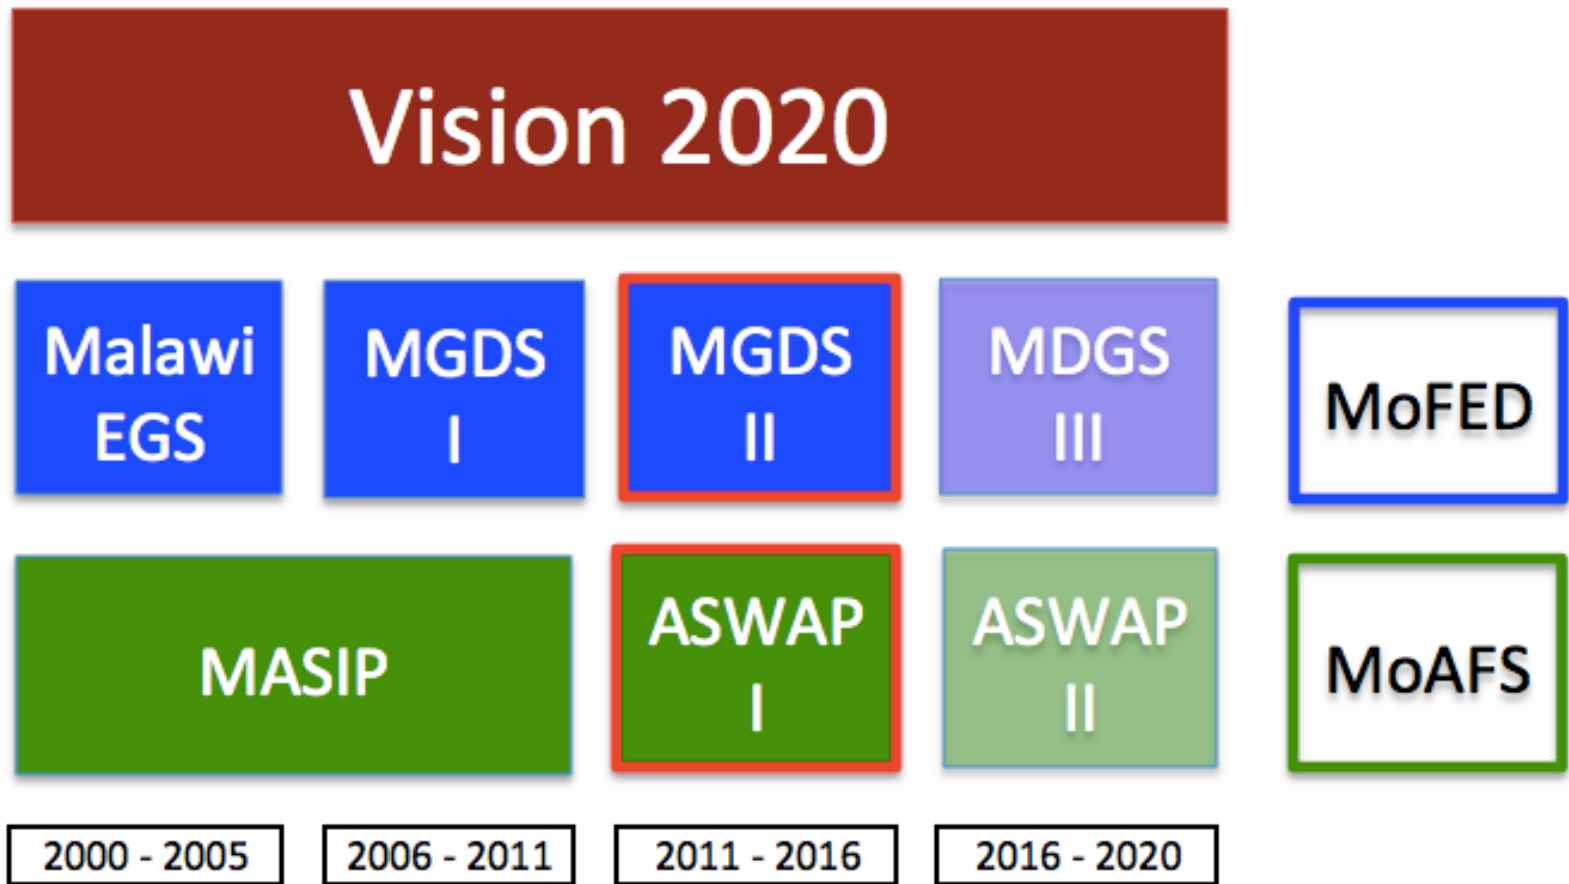 Vision 2020
Malawi
EGS
MGDS
I
MGDS
II
MDGS
III
MoFED
MASIP
ASWAP
I
ASWAP
II
MoAFS
2000 - 2005
2006 - 2011
2011 - 2016
2016 - 2020